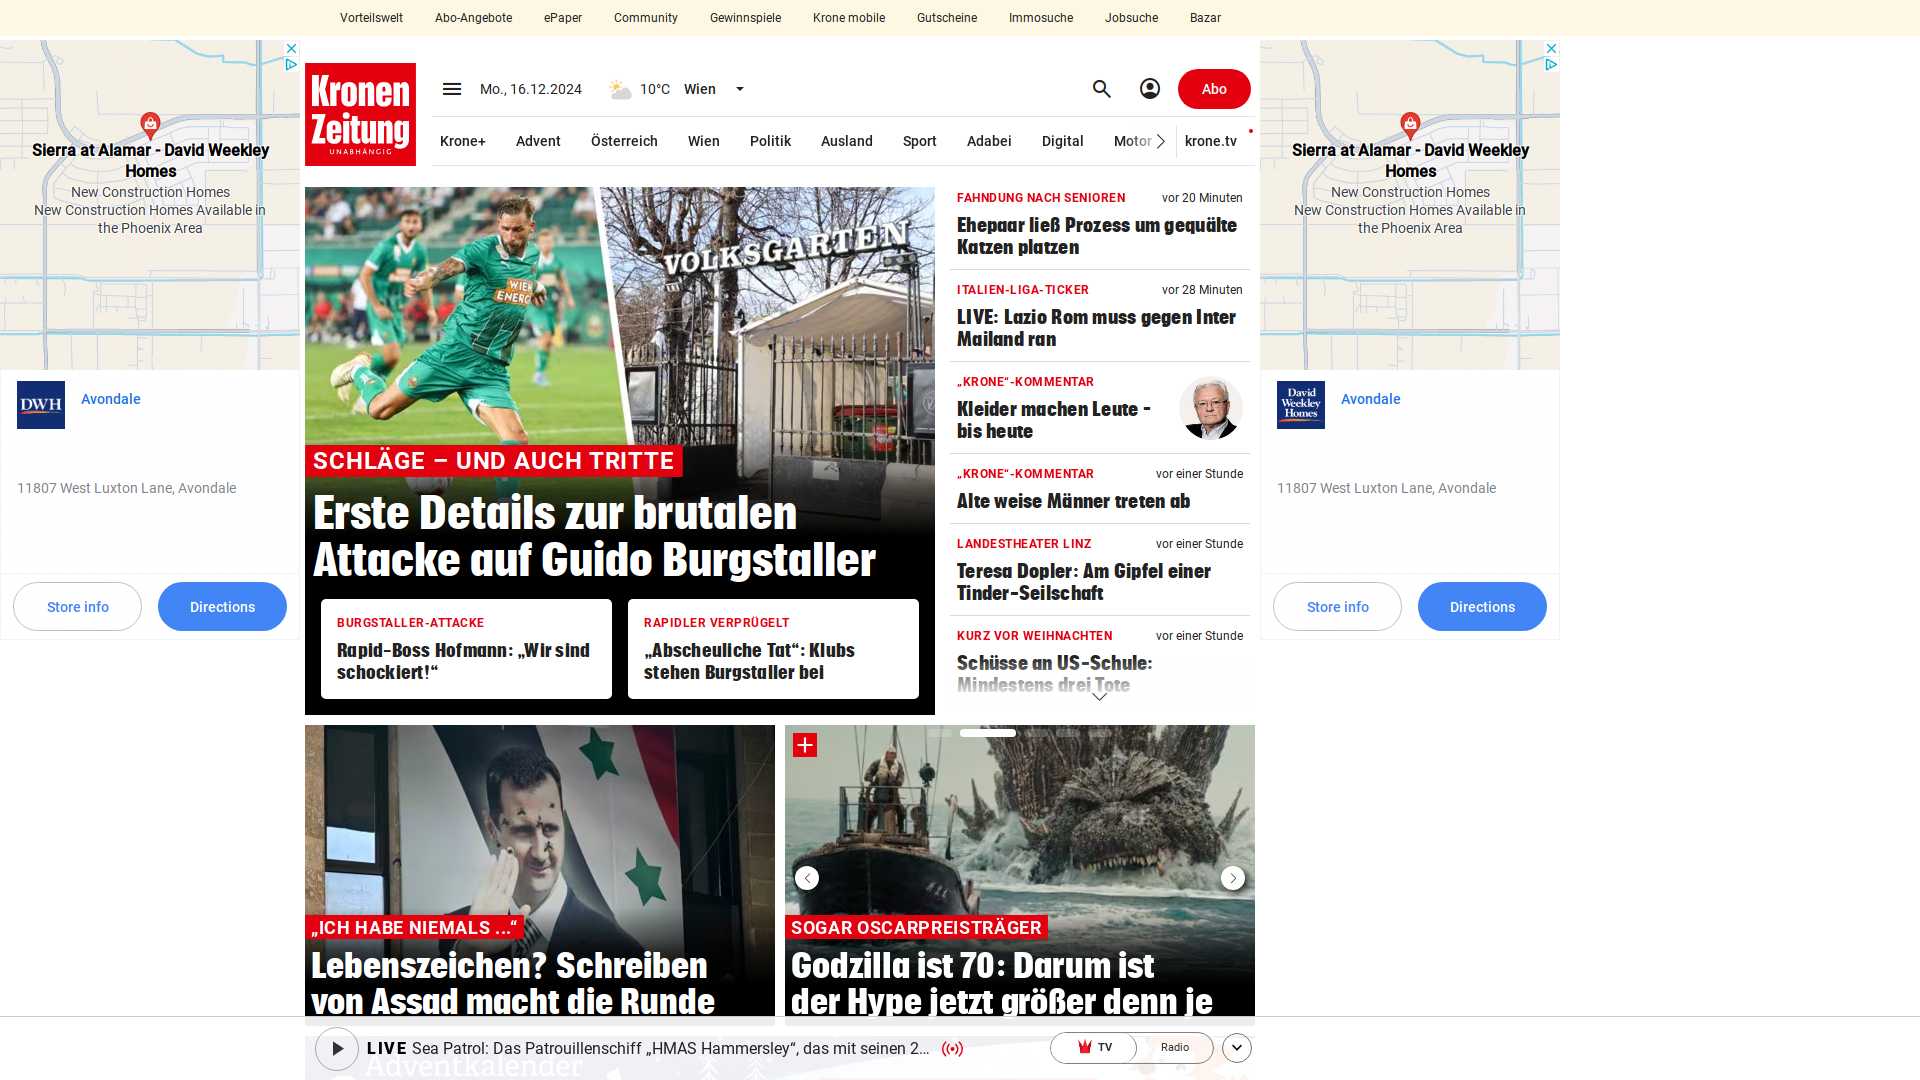 Vorteilswelt Abo-Angebote ePaper Community Gewinnspiele Krone mobile Gutscheine Immosuche Jobsuche Bazar
Kronen
Zeitung
UNABHÄNGIG
Mo., 16.12.2024 10°C Wien
Abo
Krone+ Advent Österreich Wien Politik Ausland Sport Adabei Digital Motor krone.tv
Sierra at Alamar - David Weekley
Homes
New Construction Homes
New Construction Homes Available in
the Phoenix Area
DWH
Avondale
11807 West Luxton Lane, Avondale
Store info Directions
WIEN
ENERGIE
VOLKSGARTEN
SCHLÄGE – UND AUCH TRITTE
Erste Details zur brutalen
Attacke auf Guido Burgstaller
BURGSTALLER-ATTACKE
Rapid-Boss Hofmann: „Wir sind
schockiert!“
RAPIDLER VERPRÜGELT
„Abscheuliche Tat“: Klubs
stehen Burgstaller bei
FAHNDUNG NACH SENIOREN vor 20 Minuten
Ehepaar ließ Prozess um gequälte
Katzen platzen
ITALIEN-LIGA-TICKER vor 28 Minuten
LIVE: Lazio Rom muss gegen Inter
Mailand ran
„KRONE“-KOMMENTAR
Kleider machen Leute –
bis heute
„KRONE“-KOMMENTAR vor einer Stunde
Alte weise Männer treten ab
LANDESTHEATER LINZ vor einer Stunde
Teresa Dopler: Am Gipfel einer
Tinder-Seilschaft
KURZ VOR WEIHNACHTEN vor einer Stunde
Schüsse an US-Schule:
Mindestens drei Tote
Sierra at Alamar - David Weekley
Homes
New Construction Homes
New Construction Homes Available in
the Phoenix Area
David
Weekley
Homes
Avondale
11807 West Luxton Lane, Avondale
Store info Directions
„ICH HABE NIEMALS ...“
Lebenszeichen? Schreiben
von Assad macht die Runde
SOGAR OSCARPREISTRÄGER
Godzilla ist 70: Darum ist
der Hype jetzt größer denn je
LIVE Sea Patrol: Das Patrouillenschiff „HMAS Hammersley“, das mit seinen 2...
TV Radio
Adventkalender